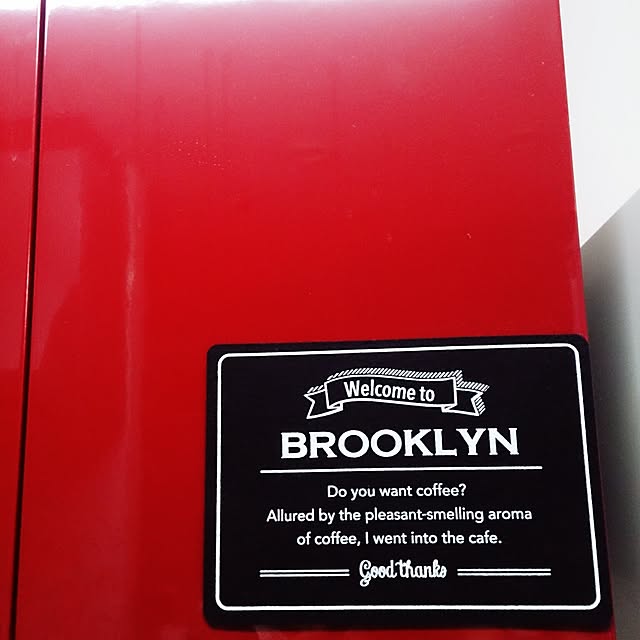 Welcome to
BROOKLYN
Do you want coffee?
Allured by the pleasant-smelling aroma
of coffee, I went into the cafe.
Good thanks